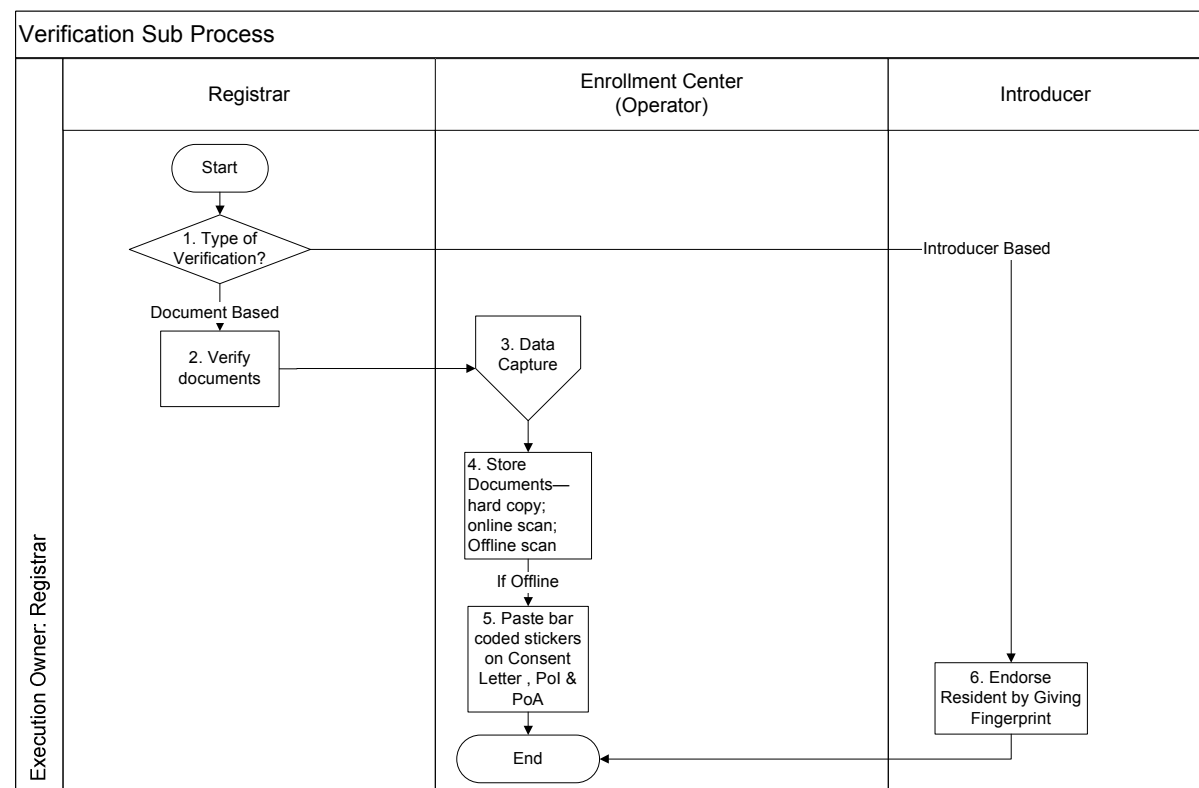 Verification Sub Process
Registrar
Enrollment Center
(Operator)
Introducer
Execution Owner: Registrar
Start
1. Type of
Verification?
Introducer Based
Document Based
2. Verify
documents
3. Data
Capture
4. Store
Documents—
hard copy;
online scan;
Offline scan
If Offline
5. Paste bar
coded stickers
on Consent
Letter , PoI &
PoA
6. Endorse
Resident by Giving
Fingerprint
End